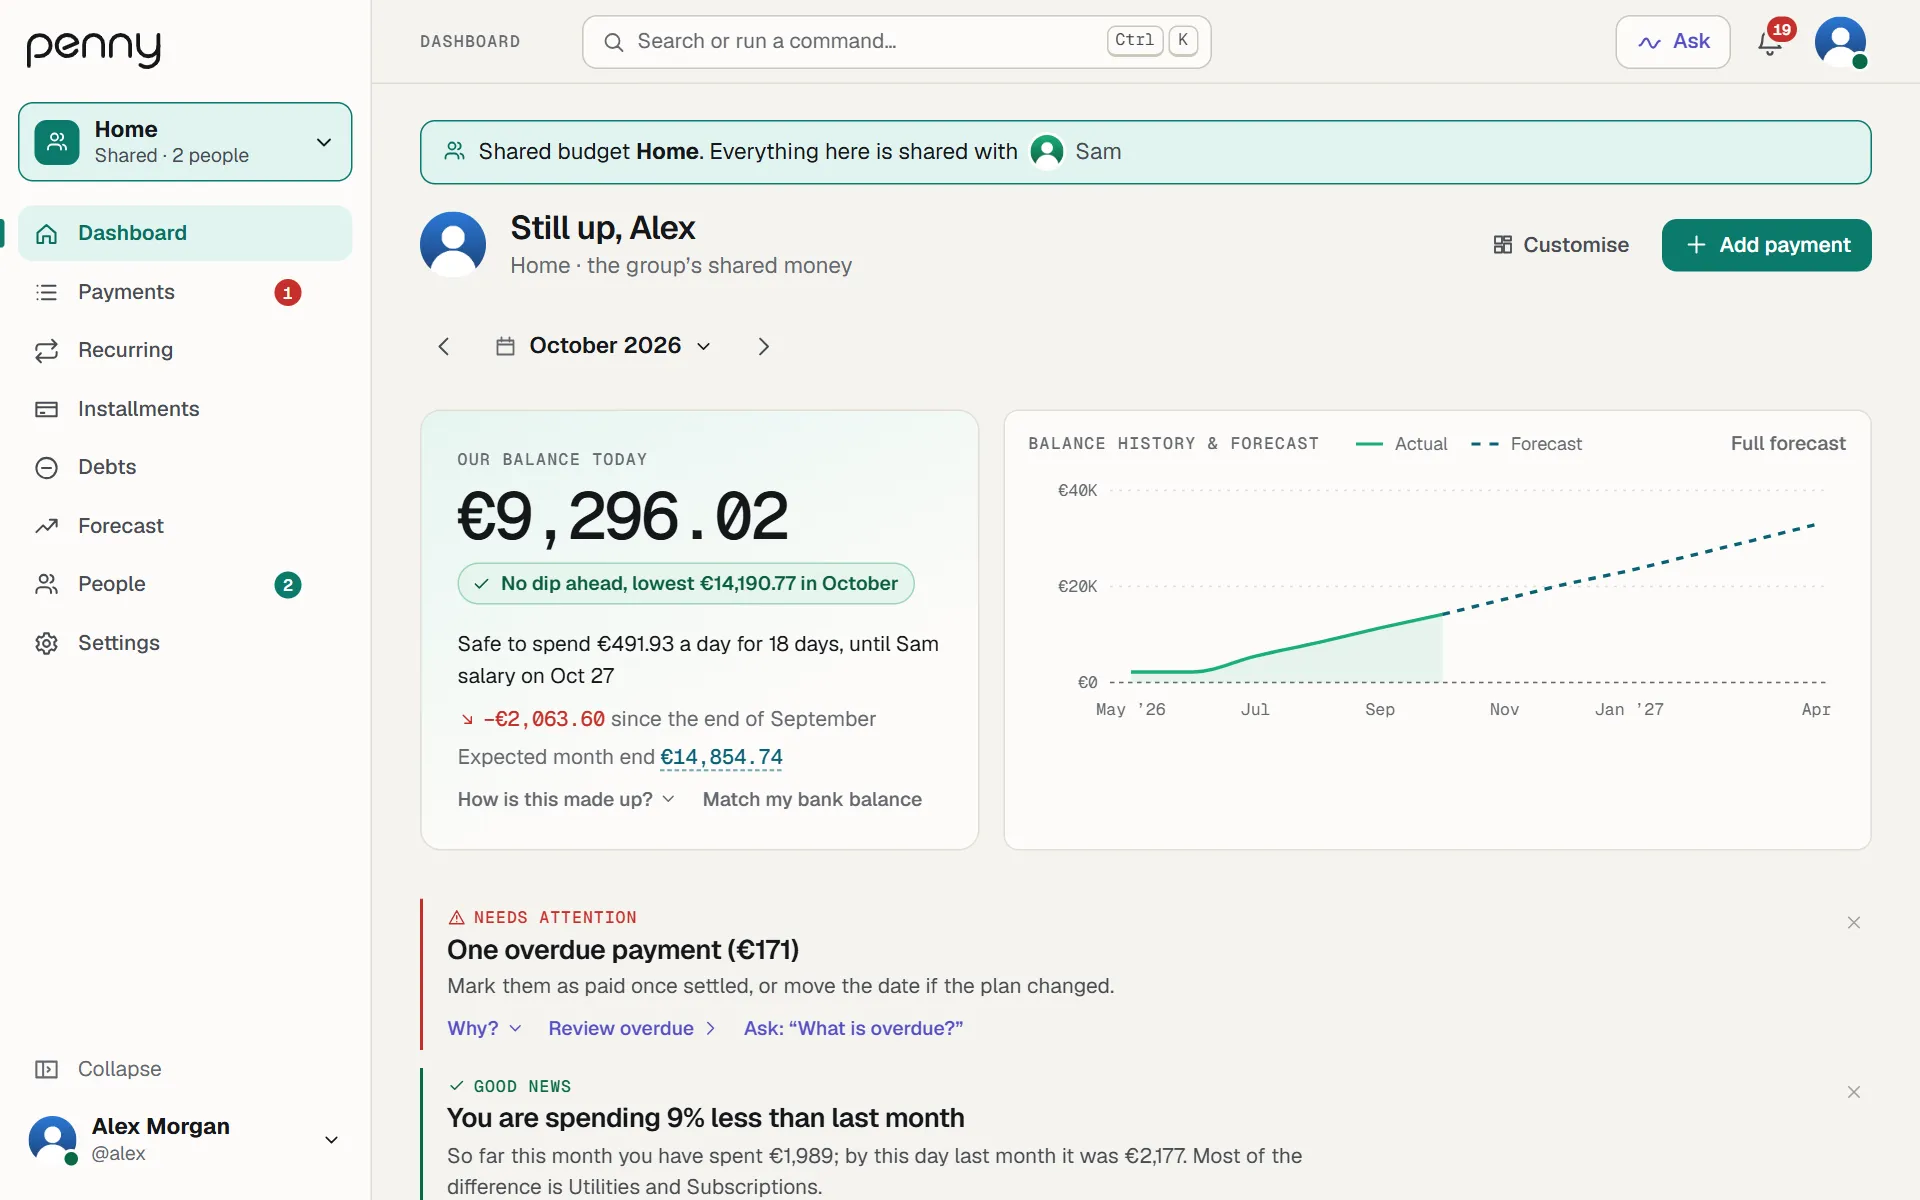 penny
Home
Shared · 2 people
Dashboard
Payments
1
Recurring
Installments
Debts
Forecast
People
2
Settings
Collapse
Alex Morgan
@alex
DASHBOARD
Search or run a command...
Ctrl K
Ask
19
Shared budget Home. Everything here is shared with Sam
Still up, Alex
Home · the group’s shared money
Customise
Add payment
October 2026
OUR BALANCE TODAY
€9,296.02
No dip ahead, lowest €14,190.77 in October
Safe to spend €491.93 a day for 18 days, until Sam
salary on Oct 27
−€2,063.60 since the end of September
Expected month end €14,854.74
How is this made up?
Match my bank balance
BALANCE HISTORY & FORECAST
Actual
Forecast
Full forecast
€40K
€20K
€0
May ’26
Jul
Sep
Nov
Jan ’27
Apr
NEEDS ATTENTION
One overdue payment (€171)
Mark them as paid once settled, or move the date if the plan changed.
Why?
Review overdue
Ask: “What is overdue?”
GOOD NEWS
You are spending 9% less than last month
So far this month you have spent €1,989; by this day last month it was €2,177. Most of the
difference is Utilities and Subscriptions.